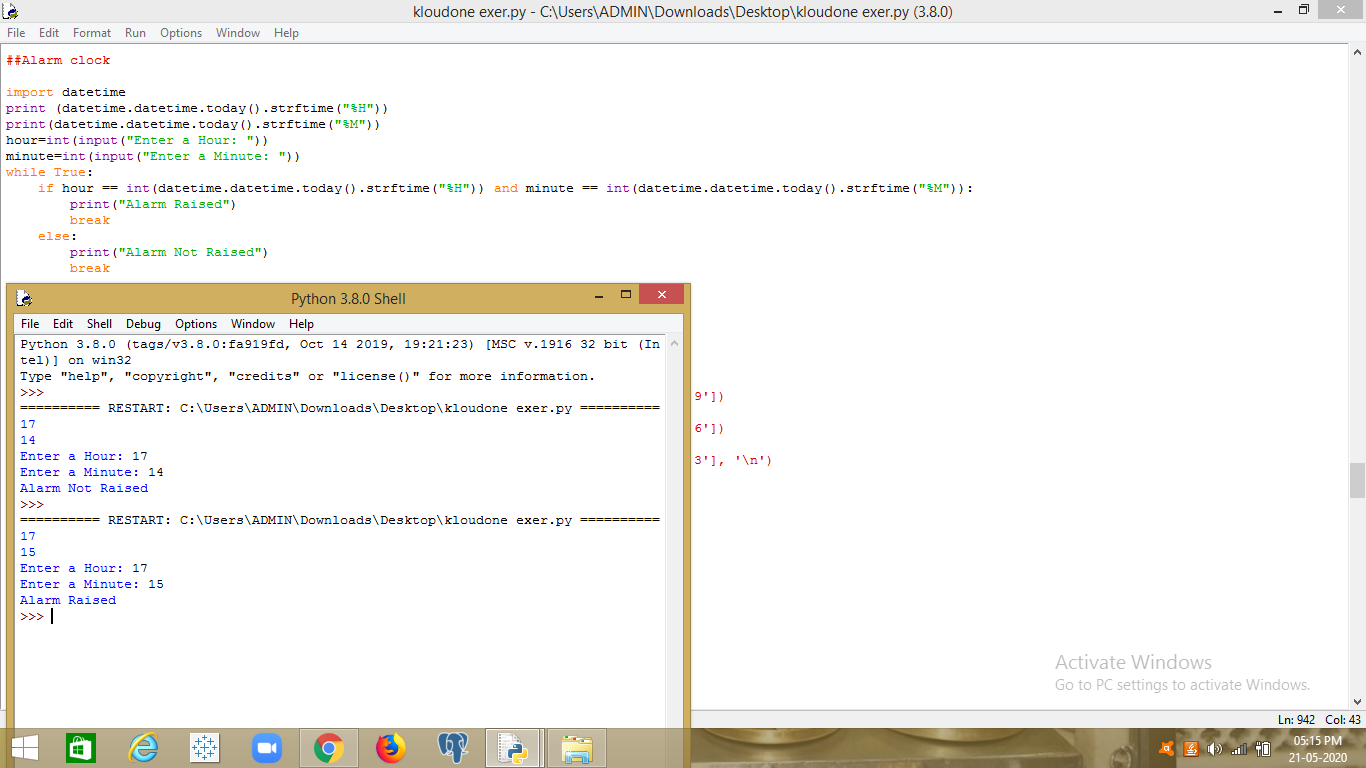 kloudone exer.py - C:\Users\ADMIN\Downloads\Desktop\kloudone exer.py (3.8.0)
File Edit Format Run Options Window Help
##Alarm clock
import datetime
print (datetime.datetime.today().strftime("%H"))
print(datetime.datetime.today().strftime("%M"))
hour=int(input("Enter a Hour: "))
minute=int(input("Enter a Minute: "))
while True:
    if hour == int(datetime.datetime.today().strftime("%H")) and minute == int(datetime.datetime.today().strftime("%M")):
        print("Alarm Raised")
        break
    else:
        print("Alarm Not Raised")
        break
Python 3.8.0 Shell
File Edit Shell Debug Options Window Help
Python 3.8.0 (tags/v3.8.0:fa919fd, Oct 14 2019, 19:21:23) [MSC v.1916 32 bit (In
tel)] on win32
Type "help", "copyright", "credits" or "license()" for more information.
>>>
========== RESTART: C:\Users\ADMIN\Downloads\Desktop\kloudone exer.py ==========
17
14
Enter a Hour: 17
Enter a Minute: 14
Alarm Not Raised
>>>
========== RESTART: C:\Users\ADMIN\Downloads\Desktop\kloudone exer.py ==========
17
15
Enter a Hour: 17
Enter a Minute: 15
Alarm Raised
>>>
9'])
6'])
3'], '\n')
Activate Windows
Go to PC settings to activate Windows.
Ln: 942 Col: 43
05:15 PM
21-05-2020